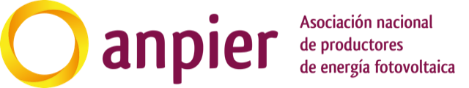 anpier
Asociación nacional
de productores
de energía fotovoltaica